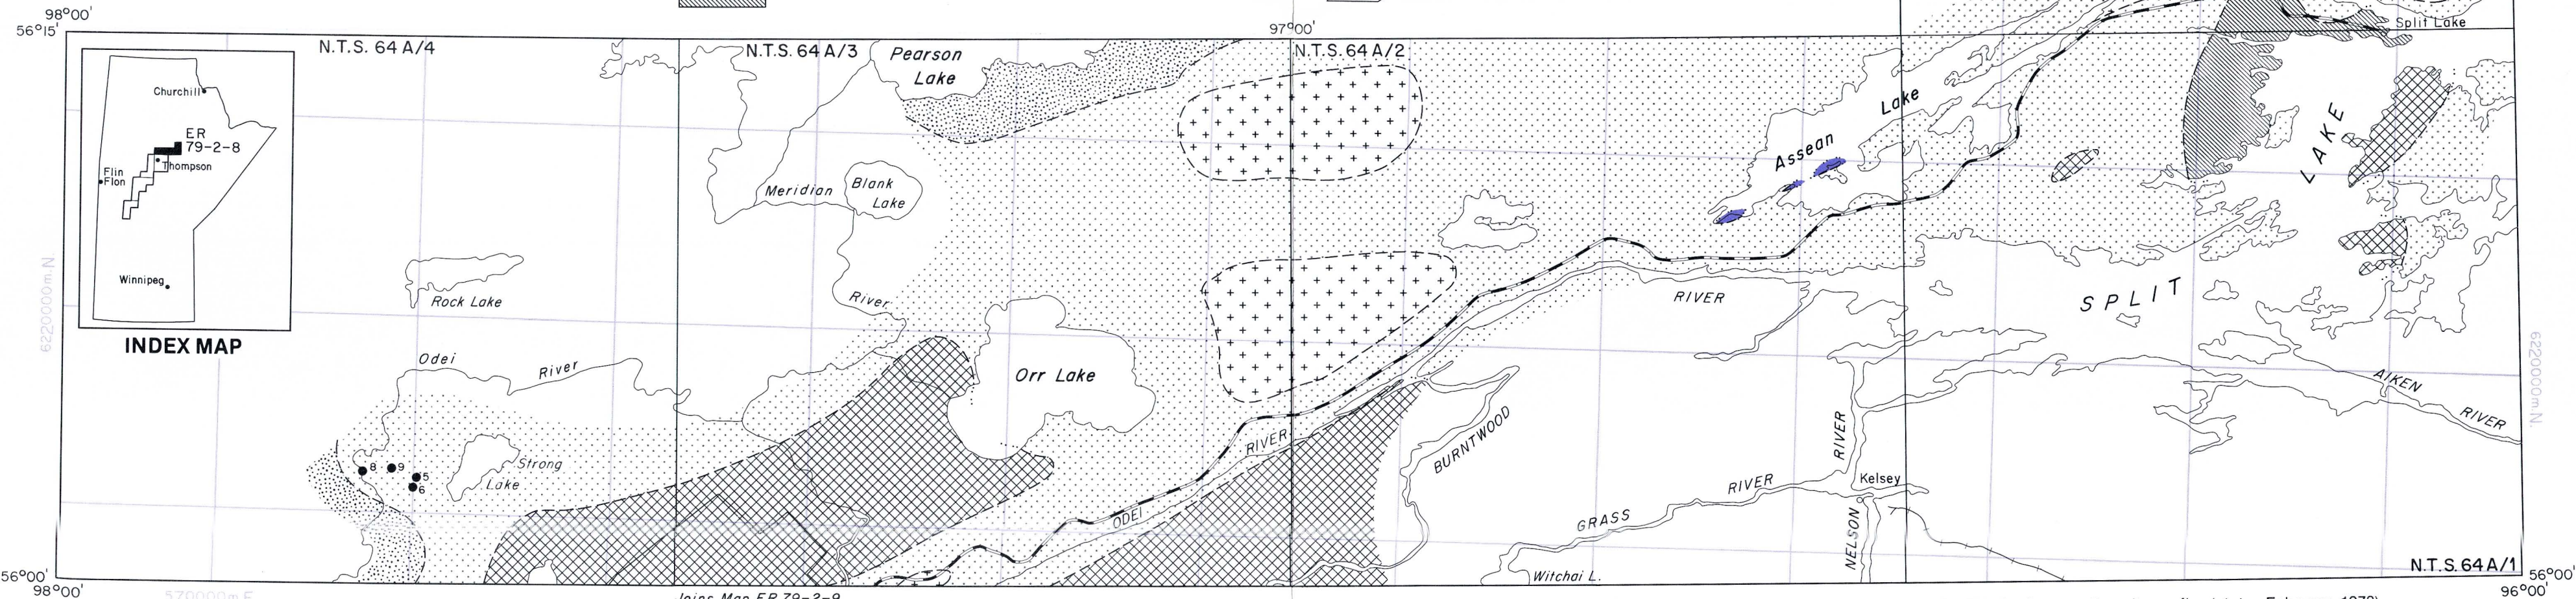 98°00'
56°15'
97°00'
N.T.S. 64 A/4
N.T.S. 64 A/3
N.T.S. 64 A/2
Split Lake
Pearson
Lake
Churchill
ER
79-2-8
Thompson
Flin
Flon
Winnipeg
INDEX MAP
Meridian
Blank
Lake
River
Rock Lake
Odei
River
Orr Lake
Assean
Lake
LAKE
SPLIT
RIVER
6220000m.N.
6220000m.N.
AIKEN
RIVER
BURNTWOOD
RIVER
RIVER
Kelsey
RIVER
GRASS
NELSON
ODEI
Strong
Lake
8
9
5
6
Witchai L.
N.T.S. 64 A/1
56°00'
98°00'
56°00'
96°00'
570000m.E.
Joins Map ER 79-2-9